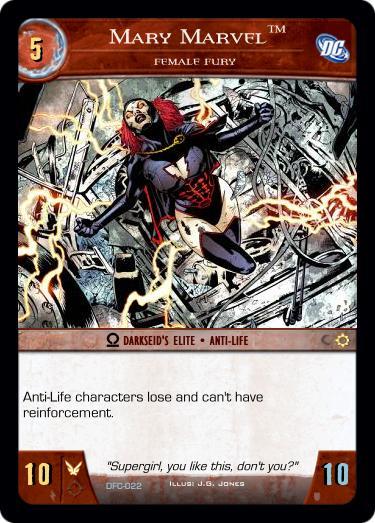 5
MARY MARVEL™
DC
FEMALE FURY
DARKSEID'S ELITE • ANTI-LIFE
Anti-Life characters lose and can't have
reinforcement.
"Supergirl, you like this, don't you?"
10
10
DFC-022
ILLUS: J.G. JONES